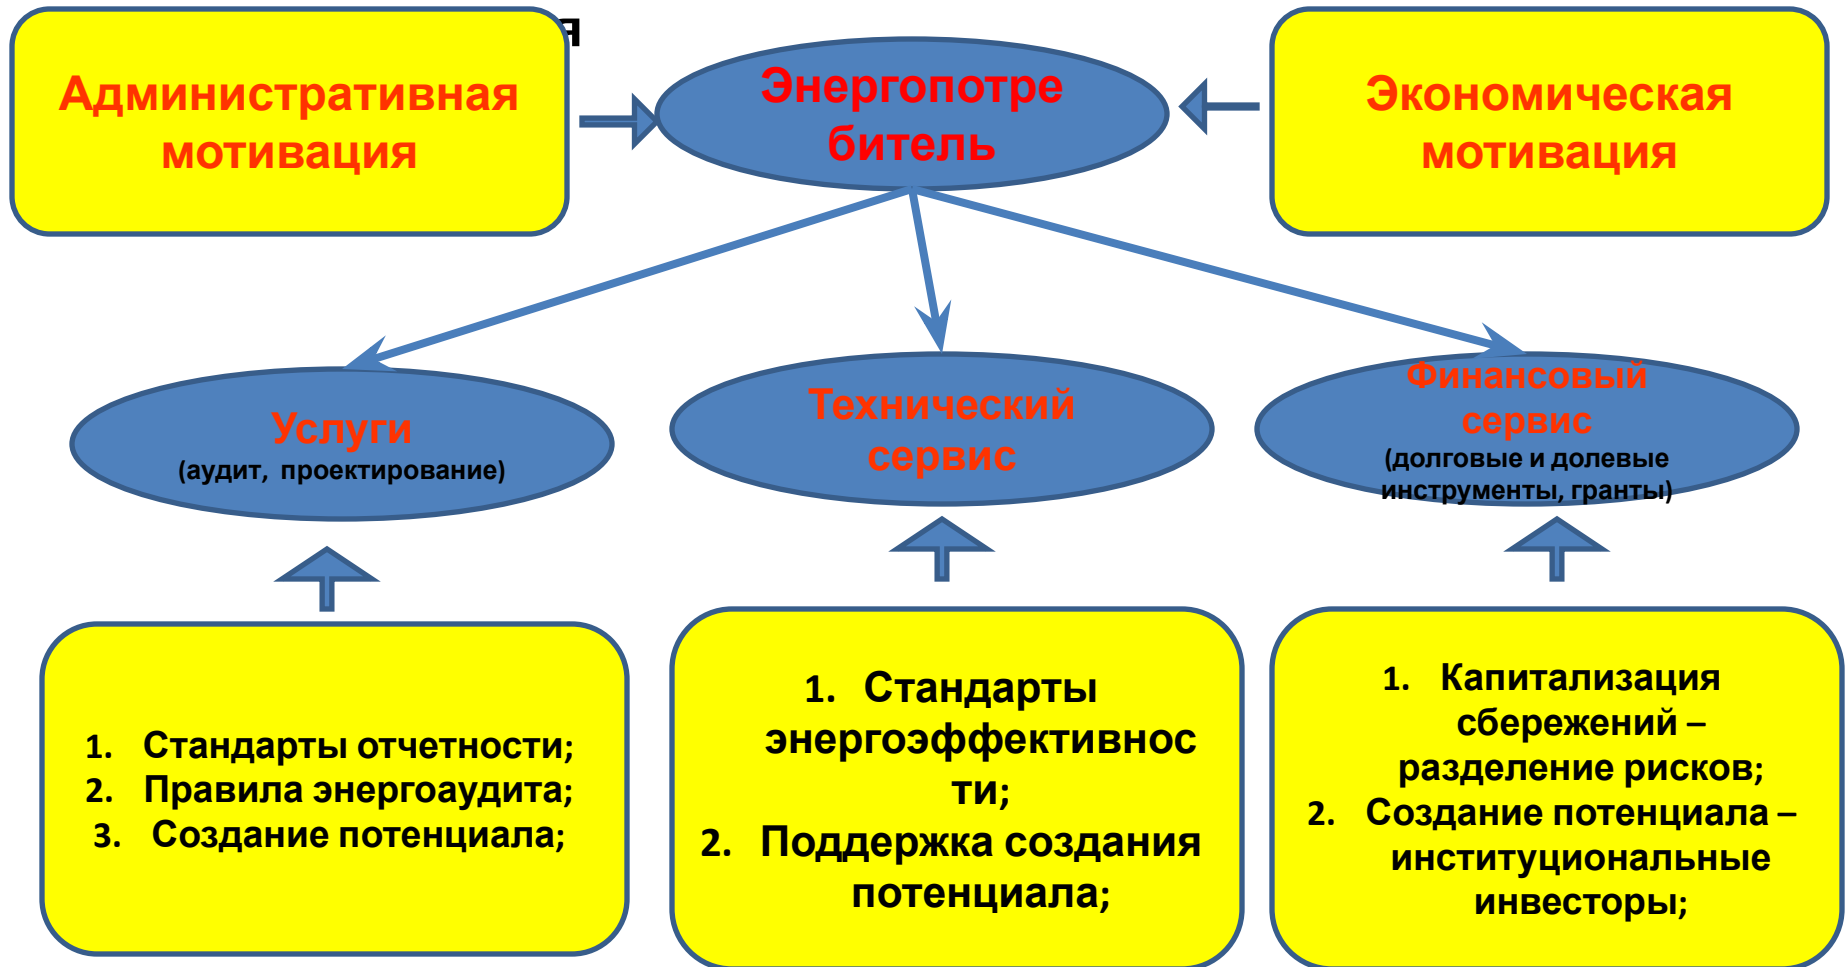 я
Административная
мотивация
Энергопотре
битель
Экономическая
мотивация
Услуги
(аудит, проектирование)
Технический
сервис
Финансовый
сервис
(долговые и долевые
инструменты, гранты)
1. Стандарты отчетности;
2. Правила энергоаудита;
3. Создание потенциала;
1. Стандарты
энергоэффективнос
ти;
2. Поддержка создания
потенциала;
1. Капитализация
сбережений –
разделение рисков;
2. Создание потенциала –
институциональные
инвесторы;